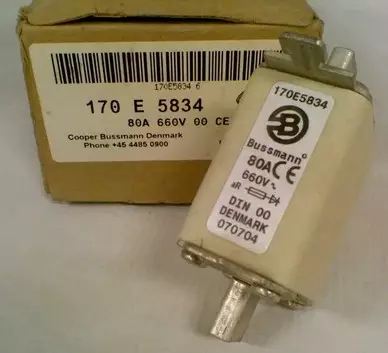 170E5834 6
170 E 5834
80A 660V 00 CE
Cooper Bussmann Denmark
Phone +45 4485 0900
170E5834
B
Bussmann
80A CE
660V~
aR
DIN 00
DENMARK
070704